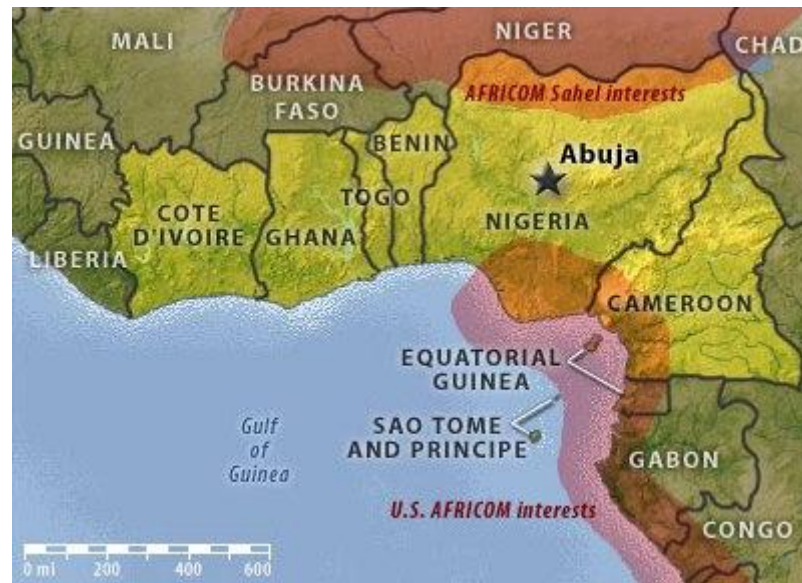 MALI
NIGER
CHAD
BURKINA
FASO
AFRICOM Sahel interests
GUINEA
BENIN
Abuja
TOGO
COTE
D'IVOIRE
GHANA
NIGERIA
LIBERIA
CAMEROON
EQUATORIAL
GUINEA
Gulf
of
Guinea
SAO TOME
AND PRINCIPE
GABON
U.S. AFRICOM interests
CONGO
0 mi 200 400 600